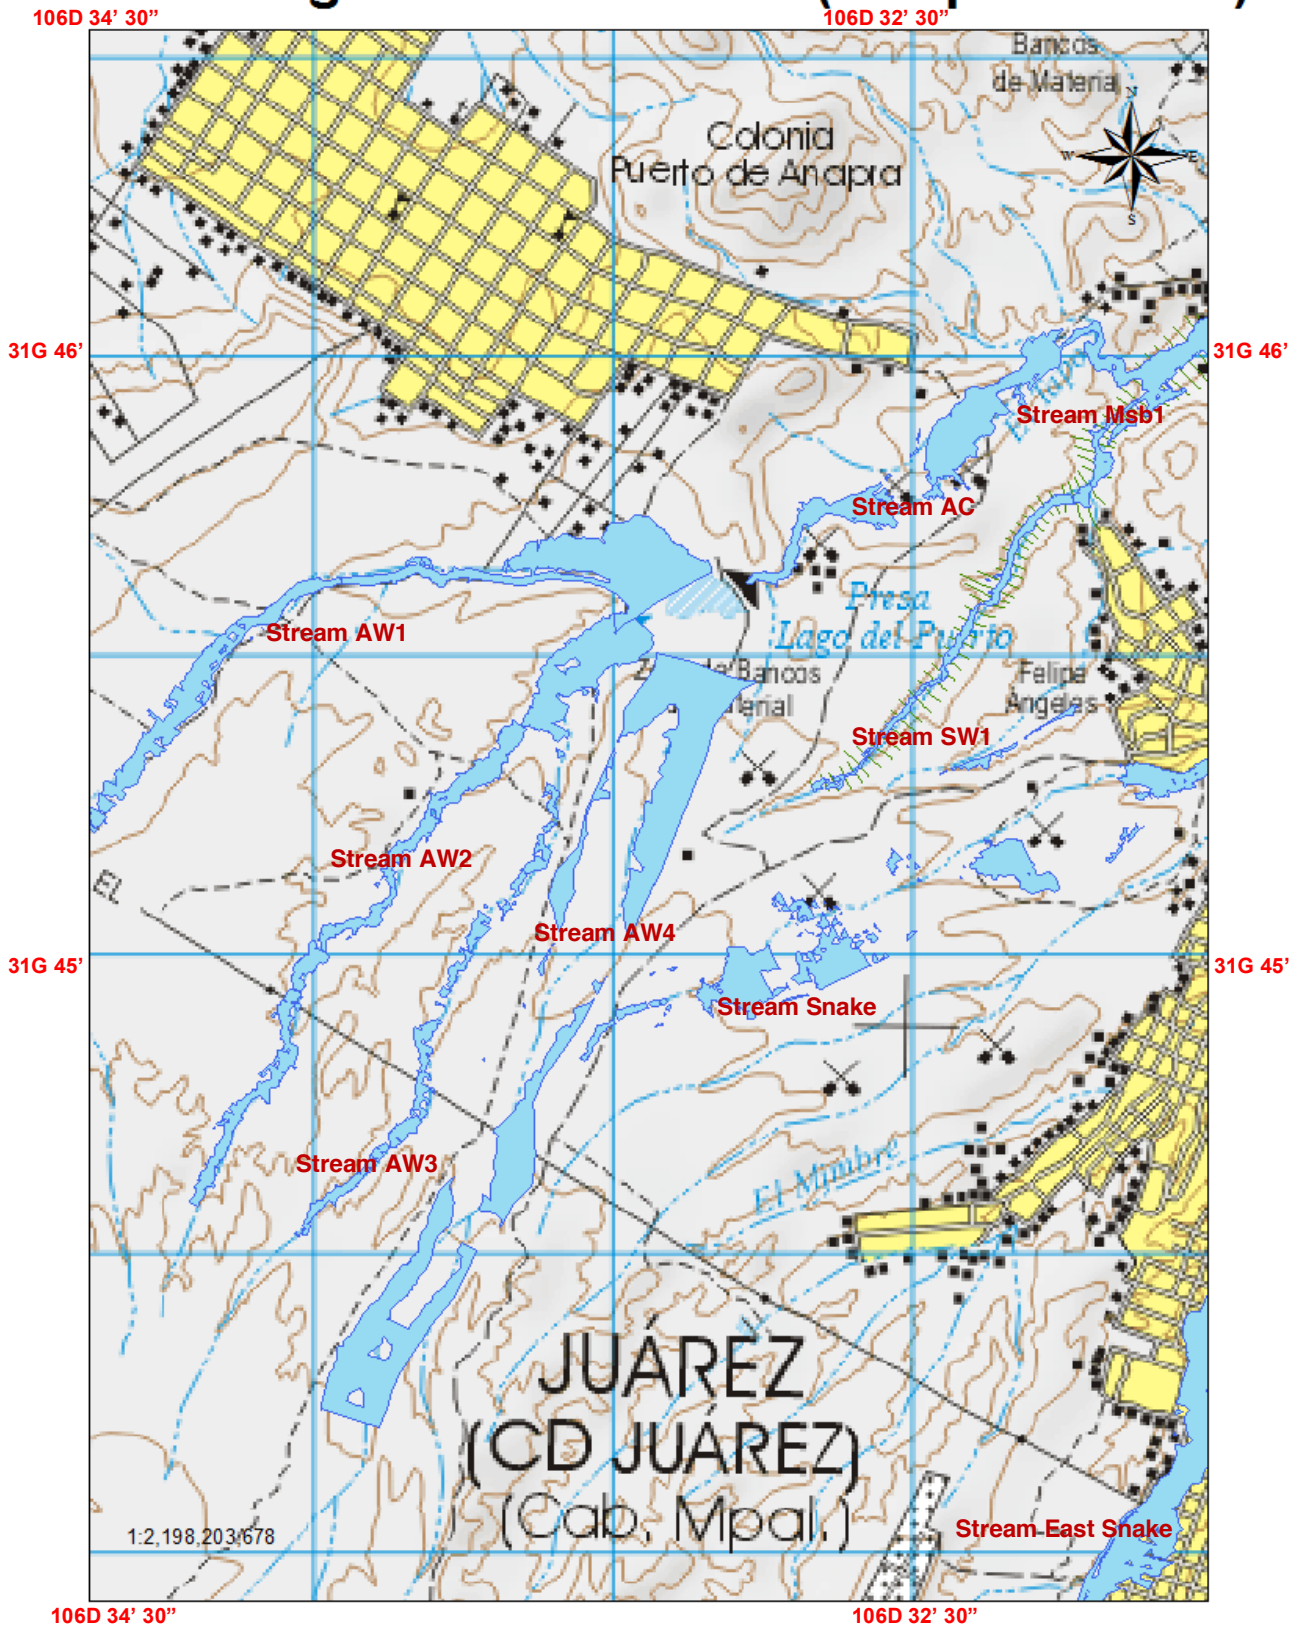 106D 34’ 30”
106D 32’ 30”
Bancos
de Material
N
W
E
S
Colonia
Puerto de Anapra
31G 46’
31G 46’
Stream Msb1
Stream AC
Presa
Lago del Puerto
Stream AW1
de Bancos
Felipe
Angeles
Stream SW1
Stream AW2
EL
Stream AW4
31G 45’
31G 45’
Stream Snake
Stream AW3
El Mimbre
JUÁREZ
(CD JUAREZ)
(Cab. Mpal.)
1:2,198,203,678
Stream East Snake
106D 34’ 30”
106D 32’ 30”